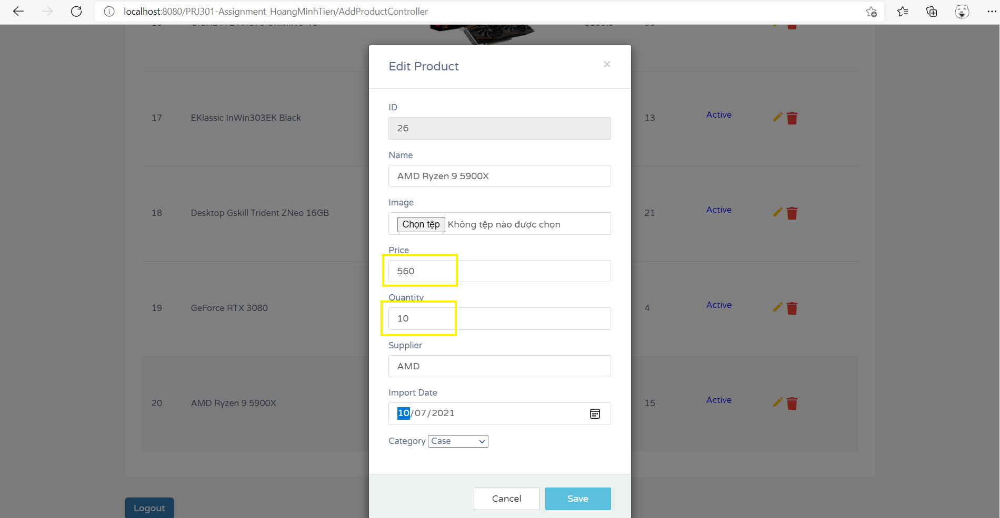 localhost:8080/PRJ301-Assignment_HoangMinhTien/AddProductController
Edit Product
×
ID
26
Name
AMD Ryzen 9 5900X
Image
Chọn tệp Không tệp nào được chọn
Price
560
Quantity
10
Supplier
AMD
Import Date
10/07/2021
Category Case
Cancel Save
17 EKlassic InWin303EK Black 13 Active
18 Desktop Gskill Trident ZNeo 16GB 21 Active
19 GeForce RTX 3080 4 Active
20 AMD Ryzen 9 5900X 15 Active
Logout